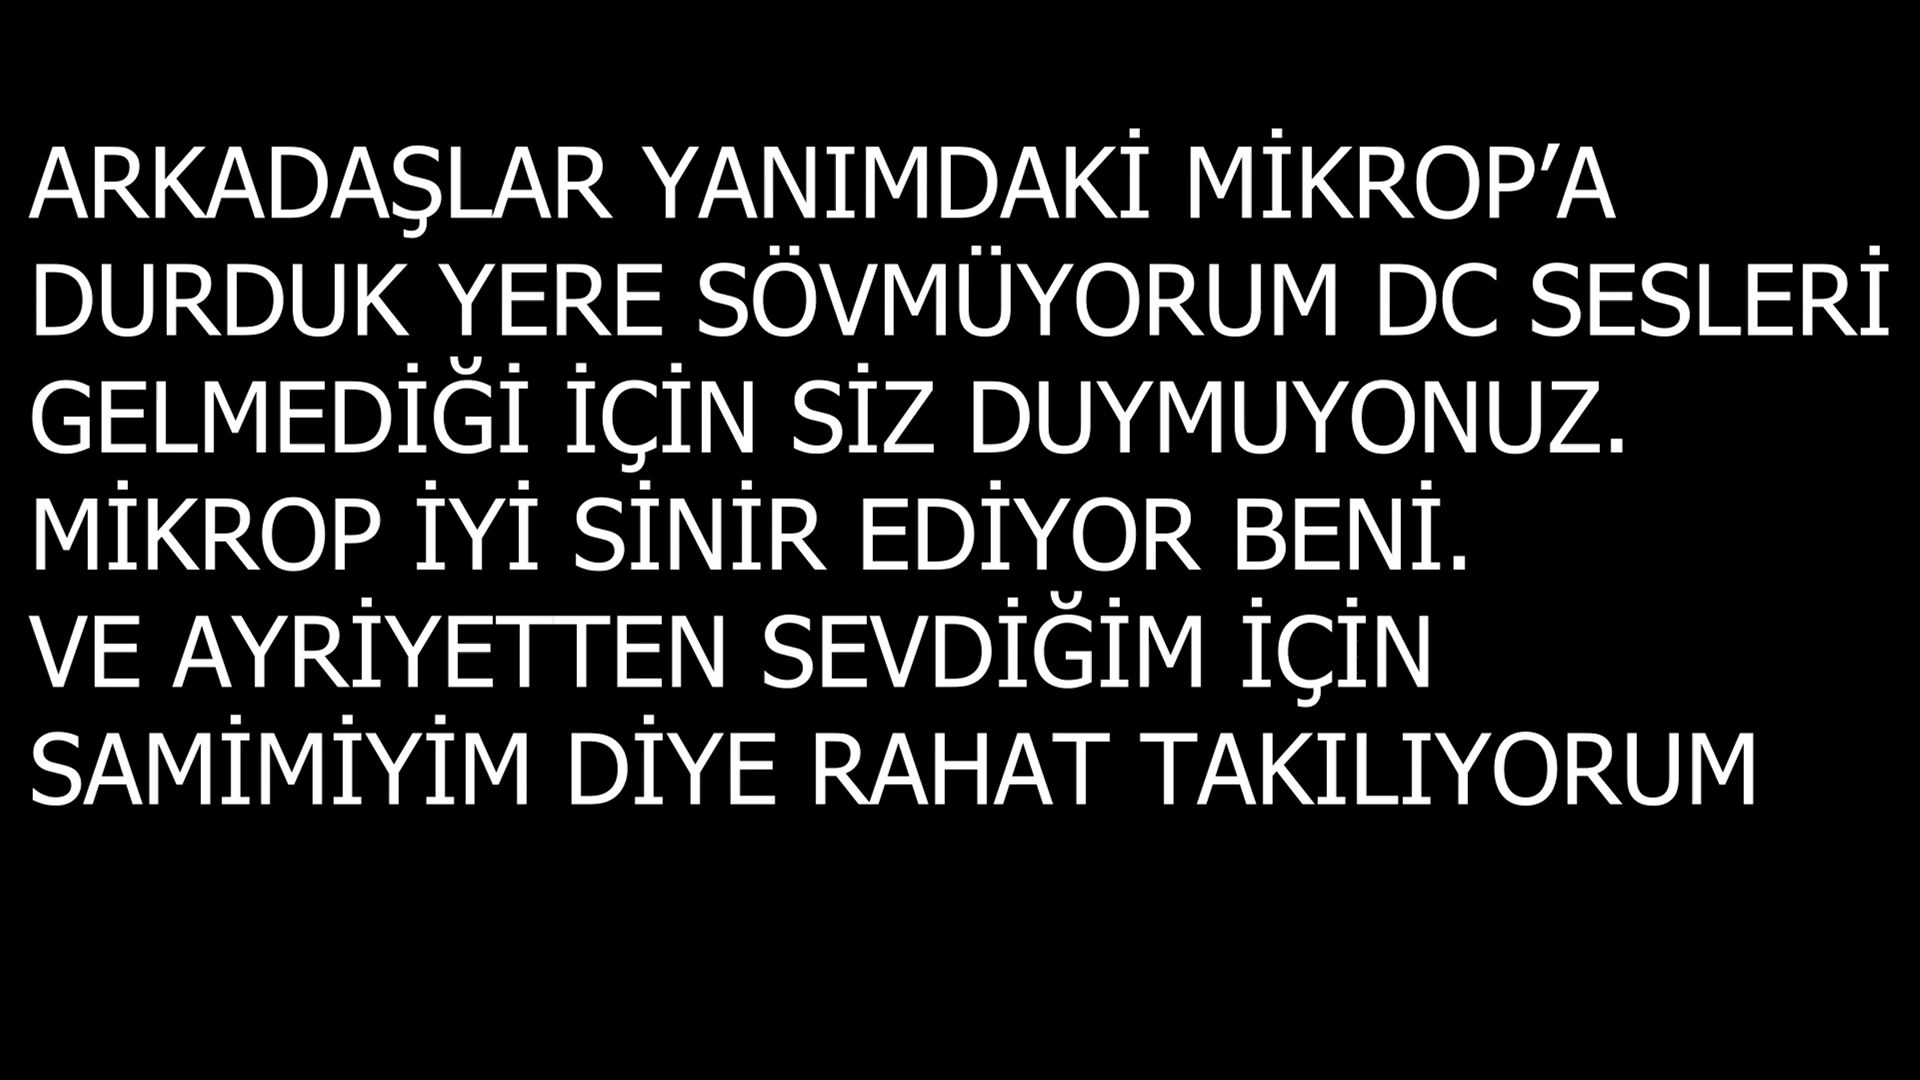 ARKADAŞLAR YANIMDAKİ MİKROP’A
DURDUK YERE SÖVMÜYORUM DC SESLERİ
GELMEDİĞİ İÇİN SİZ DUYMUYONUZ.
MİKROP İYİ SİNİR EDİYOR BENİ.
VE AYRİYETTEN SEVDİĞİM İÇİN
SAMİMİYİM DİYE RAHAT TAKILIYORUM